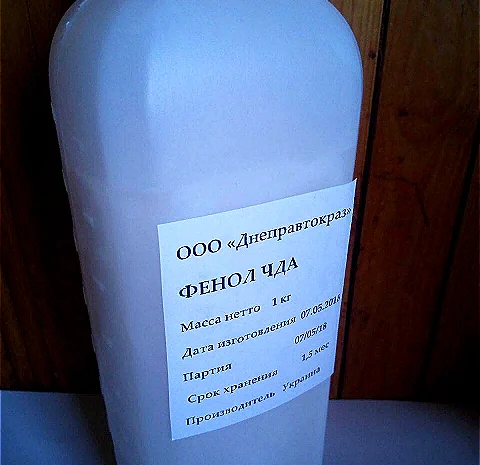 ООО «Днеправтокраз»
ФЕНОЛ ЧДА
Масса нетто 1 кг
Дата изготовления 07.05.2018
Партия 07/05/18
Срок хранения 1,5 мес
Производитель Украина